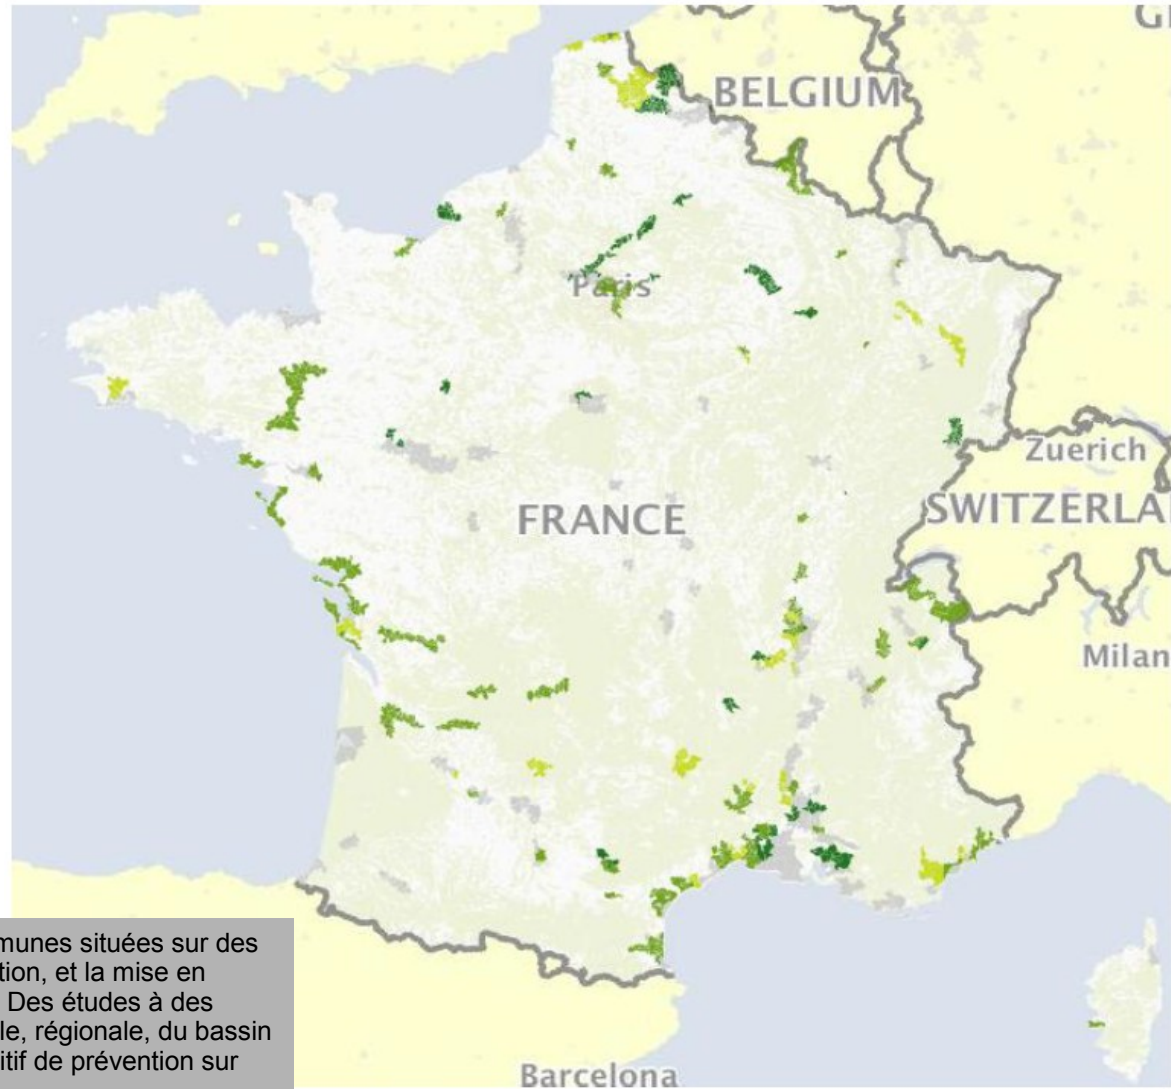 G
BELGIUM
Paris
Zuerich
FRANCE
SWITZERLA
Milan
munes situées sur des
tion, et la mise en
Des études à des
le, régionale, du bassin
itif de prévention sur
Barcelona